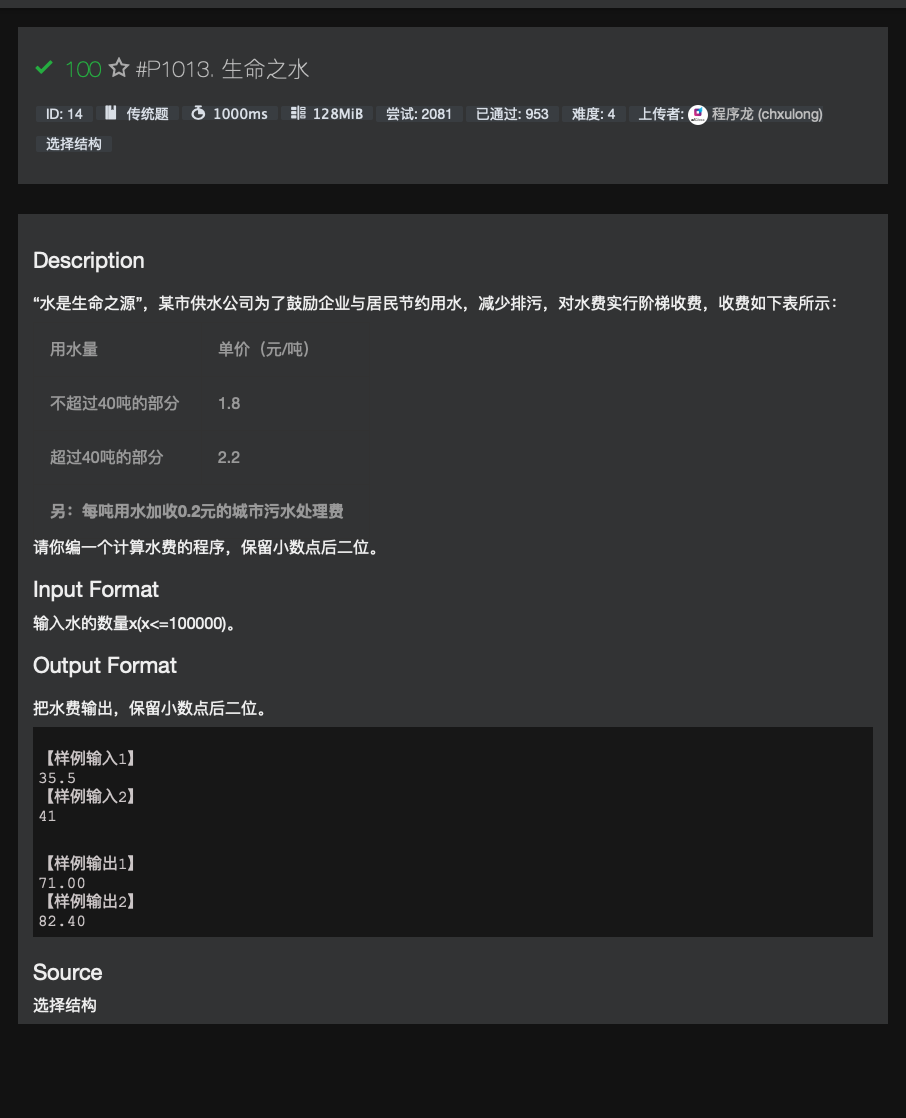 100 #P1013. 生命之水
ID: 14 传统题 1000ms 128MiB 尝试: 2081 已通过: 953 难度: 4 上传者: 程序龙 (chxulong)
选择结构
Description
“水是生命之源”，某市供水公司为了鼓励企业与居民节约用水，减少排污，对水费实行阶梯收费，收费如下表所示：
用水量 单价（元/吨）
不超过40吨的部分 1.8
超过40吨的部分 2.2
另：每吨用水加收0.2元的城市污水处理费
请你编一个计算水费的程序，保留小数点后二位。
Input Format
输入水的数量x(x<=100000)。
Output Format
把水费输出，保留小数点后二位。
【样例输入1】
35.5
【样例输入2】
41
【样例输出1】
71.00
【样例输出2】
82.40
Source
选择结构